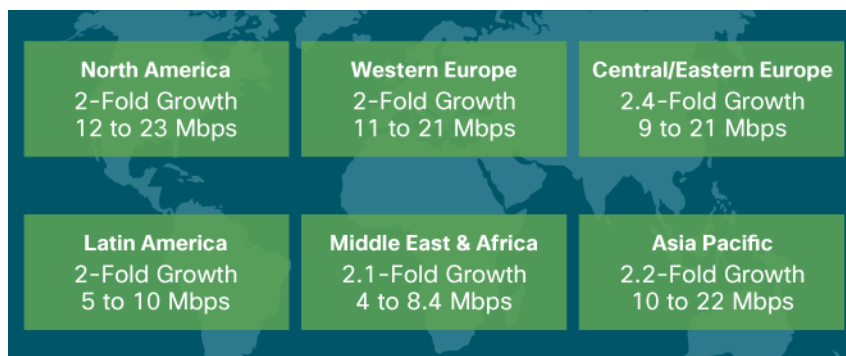 North America
2-Fold Growth
12 to 23 Mbps
Western Europe
2-Fold Growth
11 to 21 Mbps
Central/Eastern Europe
2.4-Fold Growth
9 to 21 Mbps
Latin America
2-Fold Growth
5 to 10 Mbps
Middle East & Africa
2.1-Fold Growth
4 to 8.4 Mbps
Asia Pacific
2.2-Fold Growth
10 to 22 Mbps